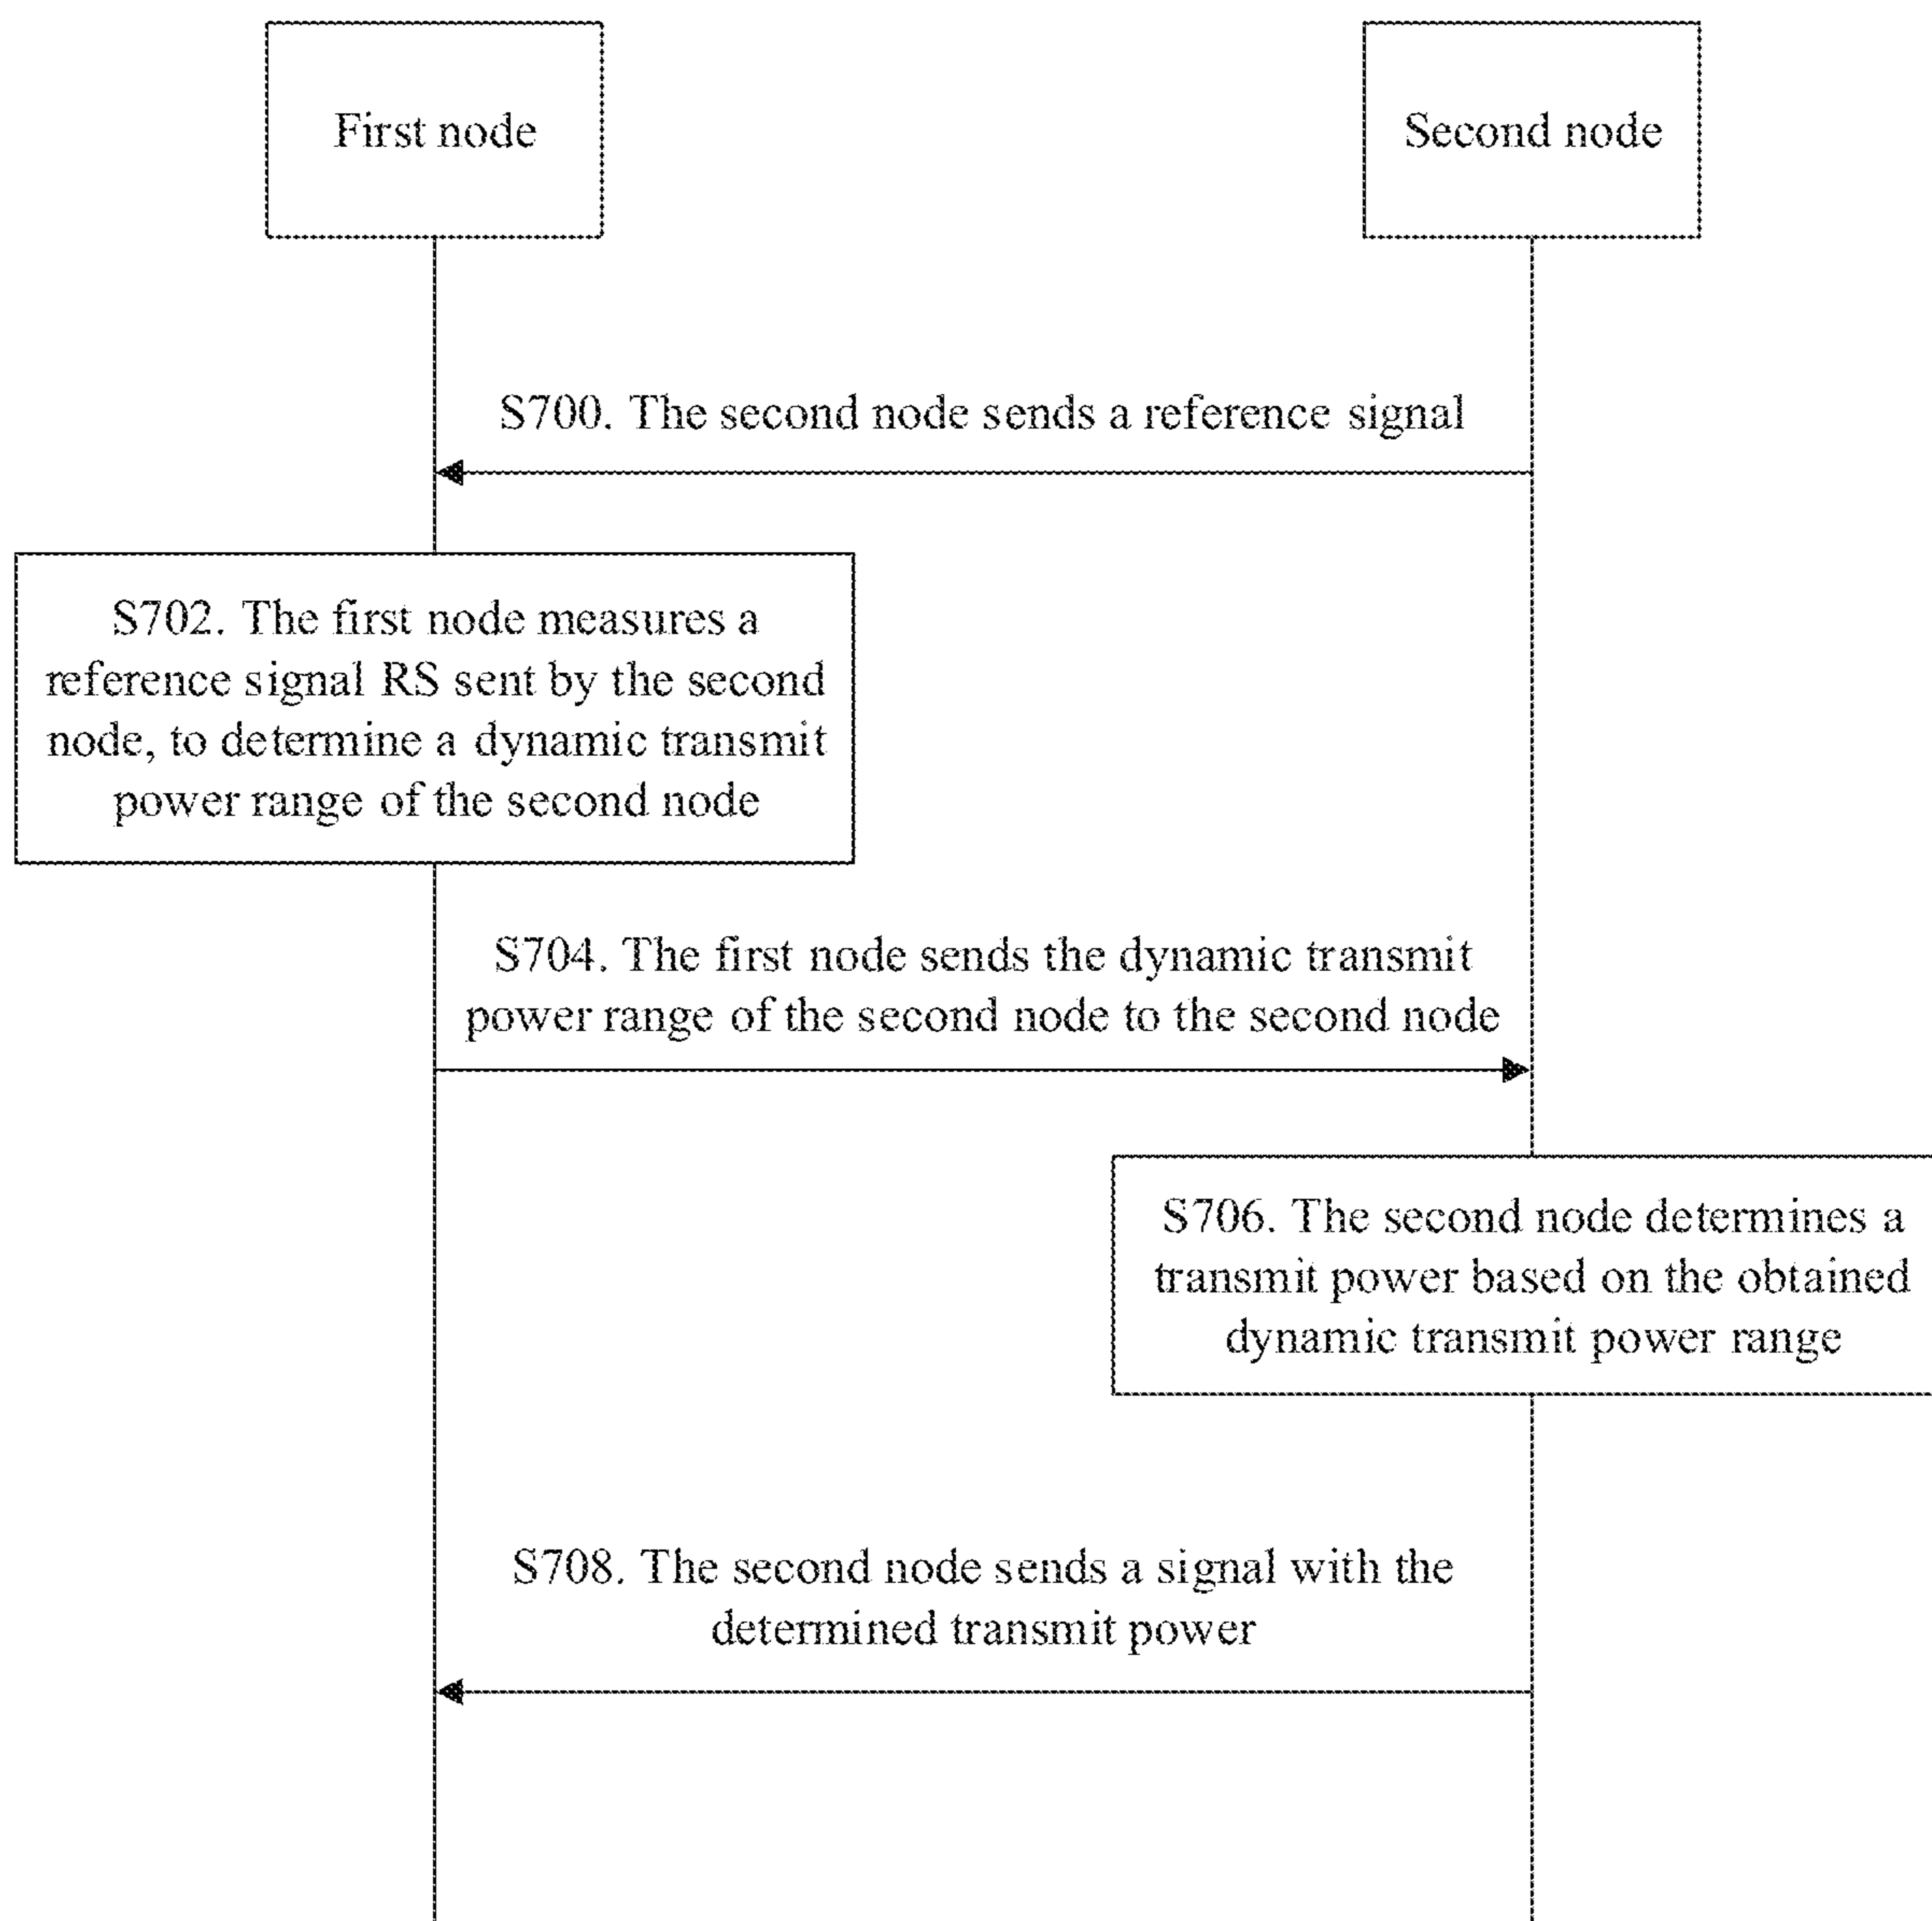 First node
Second node
S700. The second node sends a reference signal
S702. The first node measures a
reference signal RS sent by the second
node, to determine a dynamic transmit
power range of the second node
S704. The first node sends the dynamic transmit
power range of the second node to the second node
S706. The second node determines a
transmit power based on the obtained
dynamic transmit power range
S708. The second node sends a signal with the
determined transmit power